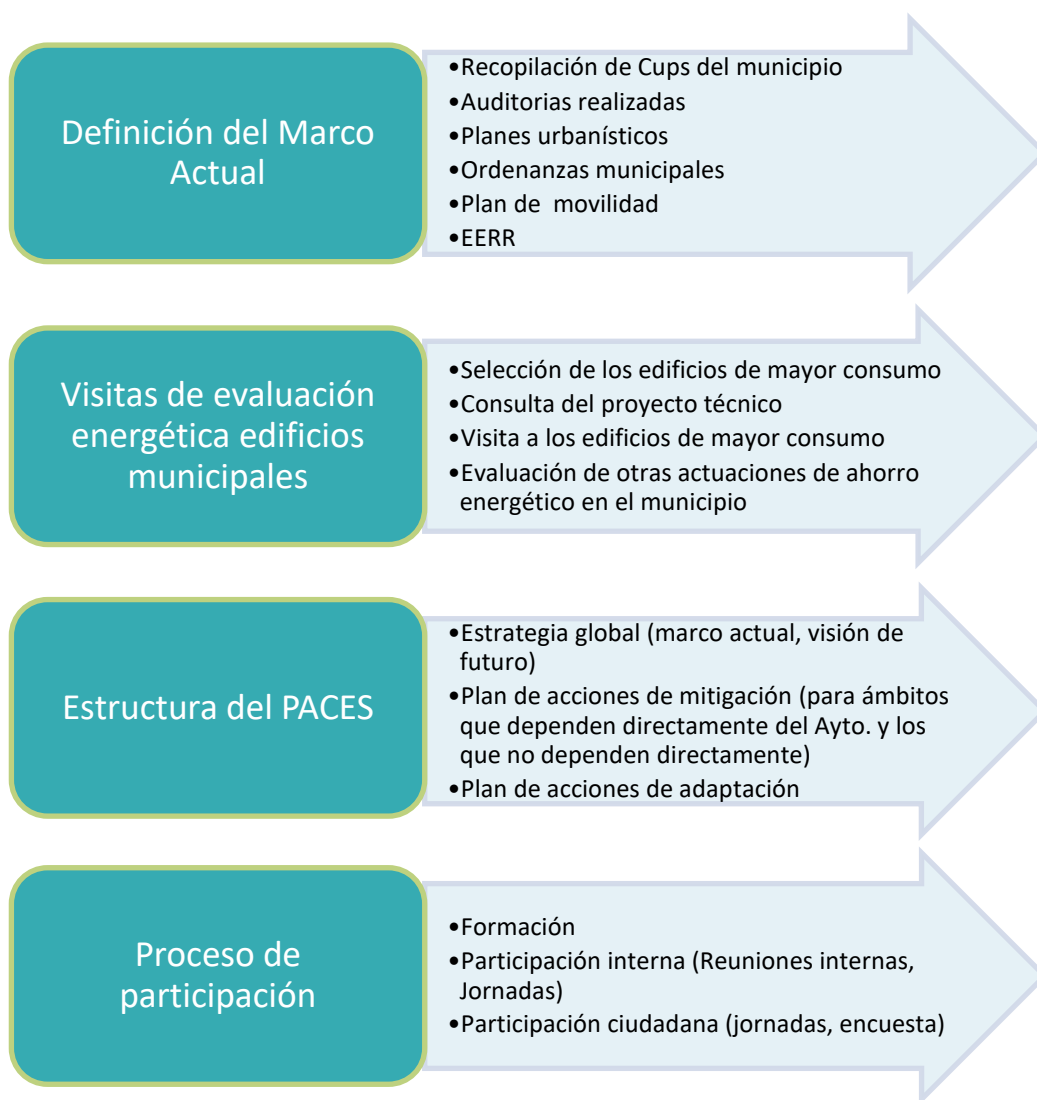 Definición del Marco
Actual
•Recopilación de Cups del municipio
•Auditorias realizadas
•Planes urbanísticos
•Ordenanzas municipales
•Plan de  movilidad
•EERR
Visitas de evaluación
energética edificios
municipales
•Selección de los edificios de mayor consumo
•Consulta del proyecto técnico
•Visita a los edificios de mayor consumo
•Evaluación de otras actuaciones de ahorro
energético en el municipio
Estructura del PACES
•Estrategia global (marco actual, visión de
futuro)
•Plan de acciones de mitigación (para ámbitos
que dependen directamente del Ayto. y los
que no dependen directamente)
•Plan de acciones de adaptación
Proceso de
participación
•Formación
•Participación interna (Reuniones internas,
Jornadas)
•Participación ciudadana (jornadas, encuesta)